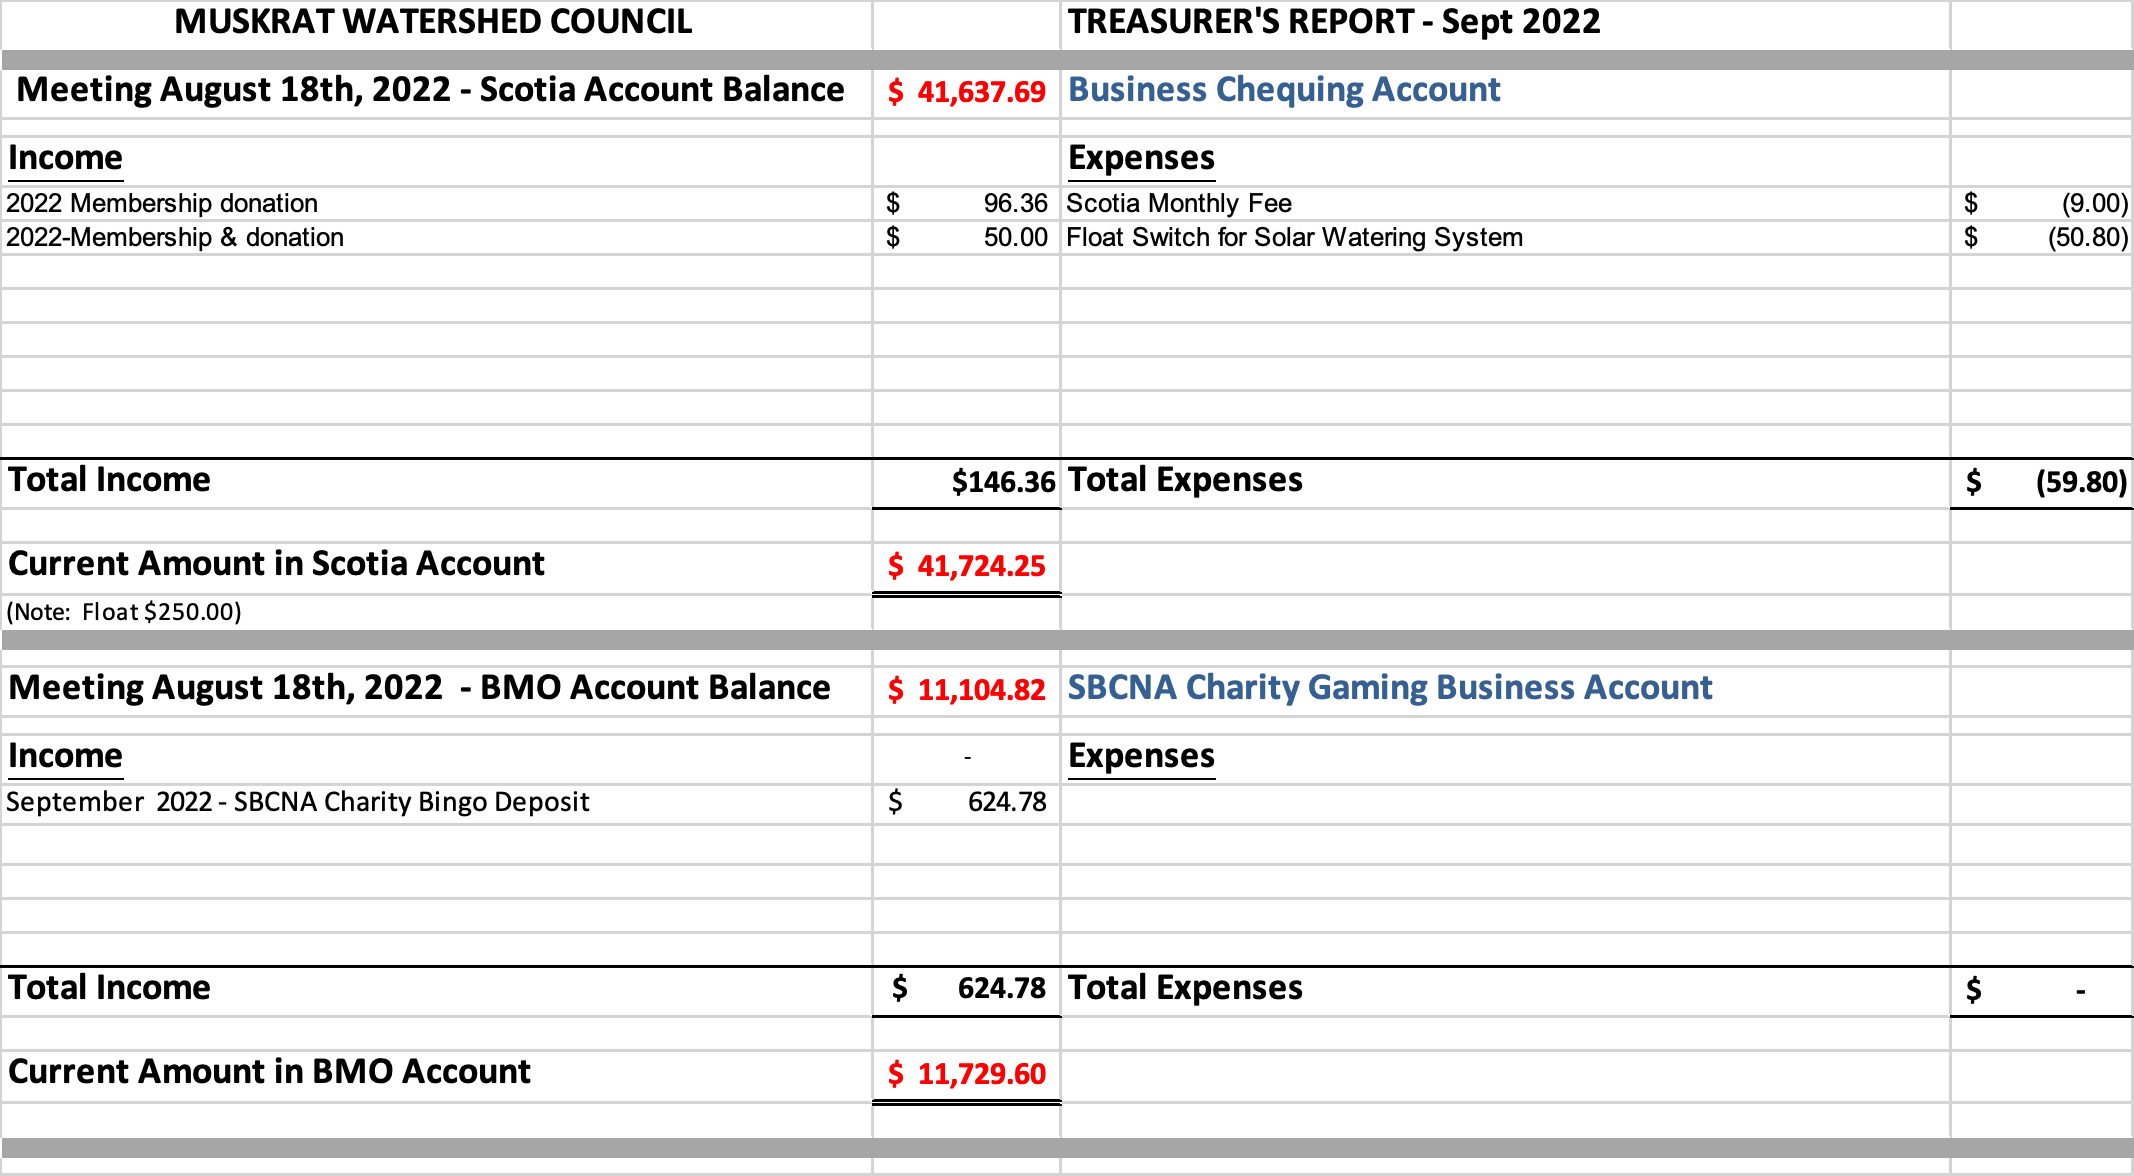 MUSKRAT WATERSHED COUNCIL TREASURER'S REPORT - Sept 2022
Meeting August 18th, 2022 - Scotia Account Balance $ 41,637.69 Business Chequing Account
Income Expenses
2022 Membership donation $ 96.36 Scotia Monthly Fee $ (9.00)
2022-Membership & donation $ 50.00 Float Switch for Solar Watering System $ (50.80)
Total Income $146.36 Total Expenses $ (59.80)
Current Amount in Scotia Account $ 41,724.25
(Note: Float $250.00)
Meeting August 18th, 2022 - BMO Account Balance $ 11,104.82 SBCNA Charity Gaming Business Account
Income - Expenses
September 2022 - SBCNA Charity Bingo Deposit $ 624.78
Total Income $ 624.78 Total Expenses $ -
Current Amount in BMO Account $ 11,729.60